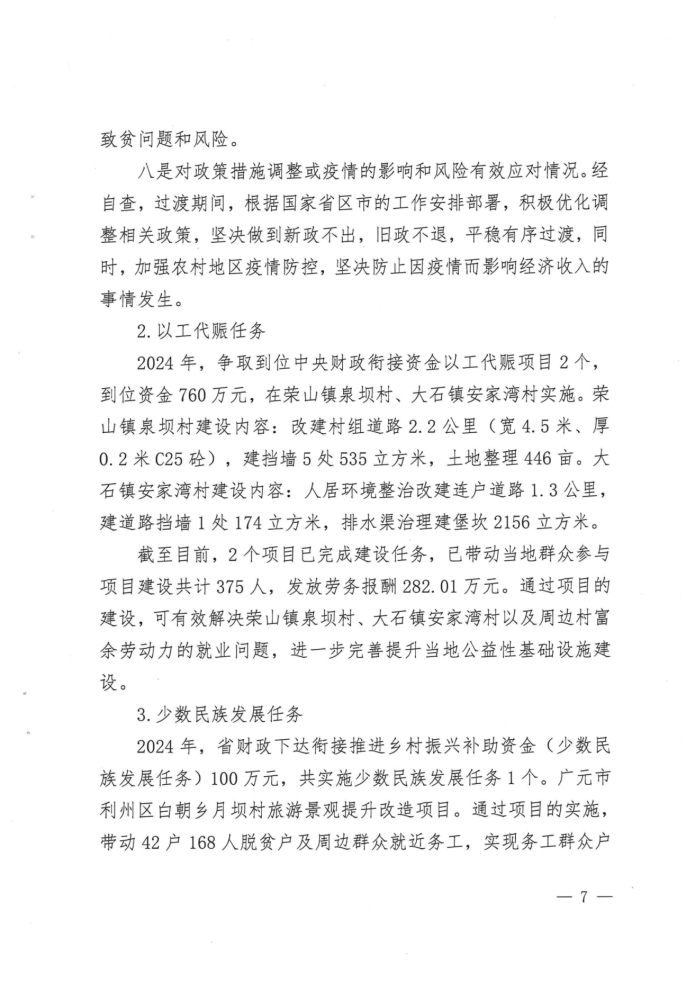 致贫问题和风险。
八是对政策措施调整或疫情的影响和风险有效应对情况。经
自查，过渡期间，根据国家省区市的工作安排部署，积极优化调
整相关政策，坚决做到新政不出，旧政不退，平稳有序过渡，同
时，加强农村地区疫情防控，坚决防止因疫情而影响经济收入的
事情发生。
2.以工代赈任务
2024 年，争取到位中央财政衔接资金以工代赈项目 2 个，
到位资金 760 万元，在荣山镇泉坝村、大石镇安家湾村实施。荣
山镇泉坝村建设内容：改建村组道路 2.2 公里（宽 4.5 米、厚
0.2 米 C25 砼），建挡墙 5 处 535 立方米，土地整理 446 亩。大
石镇安家湾村建设内容：人居环境整治改建连户道路 1.3 公里，
建道路挡墙 1 处 174 立方米，排水渠治理建堡坎 2156 立方米。
截至目前，2 个项目已完成建设任务，已带动当地群众参与
项目建设共计 375 人，发放劳务报酬 282.01 万元。通过项目的
建设，可有效解决荣山镇泉坝村、大石镇安家湾村以及周边村富
余劳动力的就业问题，进一步完善提升当地公益性基础设施建
设。
3.少数民族发展任务
2024 年，省财政下达衔接推进乡村振兴补助资金（少数民
族发展任务）100 万元，共实施少数民族发展任务 1 个。广元市
利州区白朝乡月坝村旅游景观提升改造项目。通过项目的实施，
带动 42 户 168 人脱贫户及周边群众就近务工，实现务工群众户
— 7 —